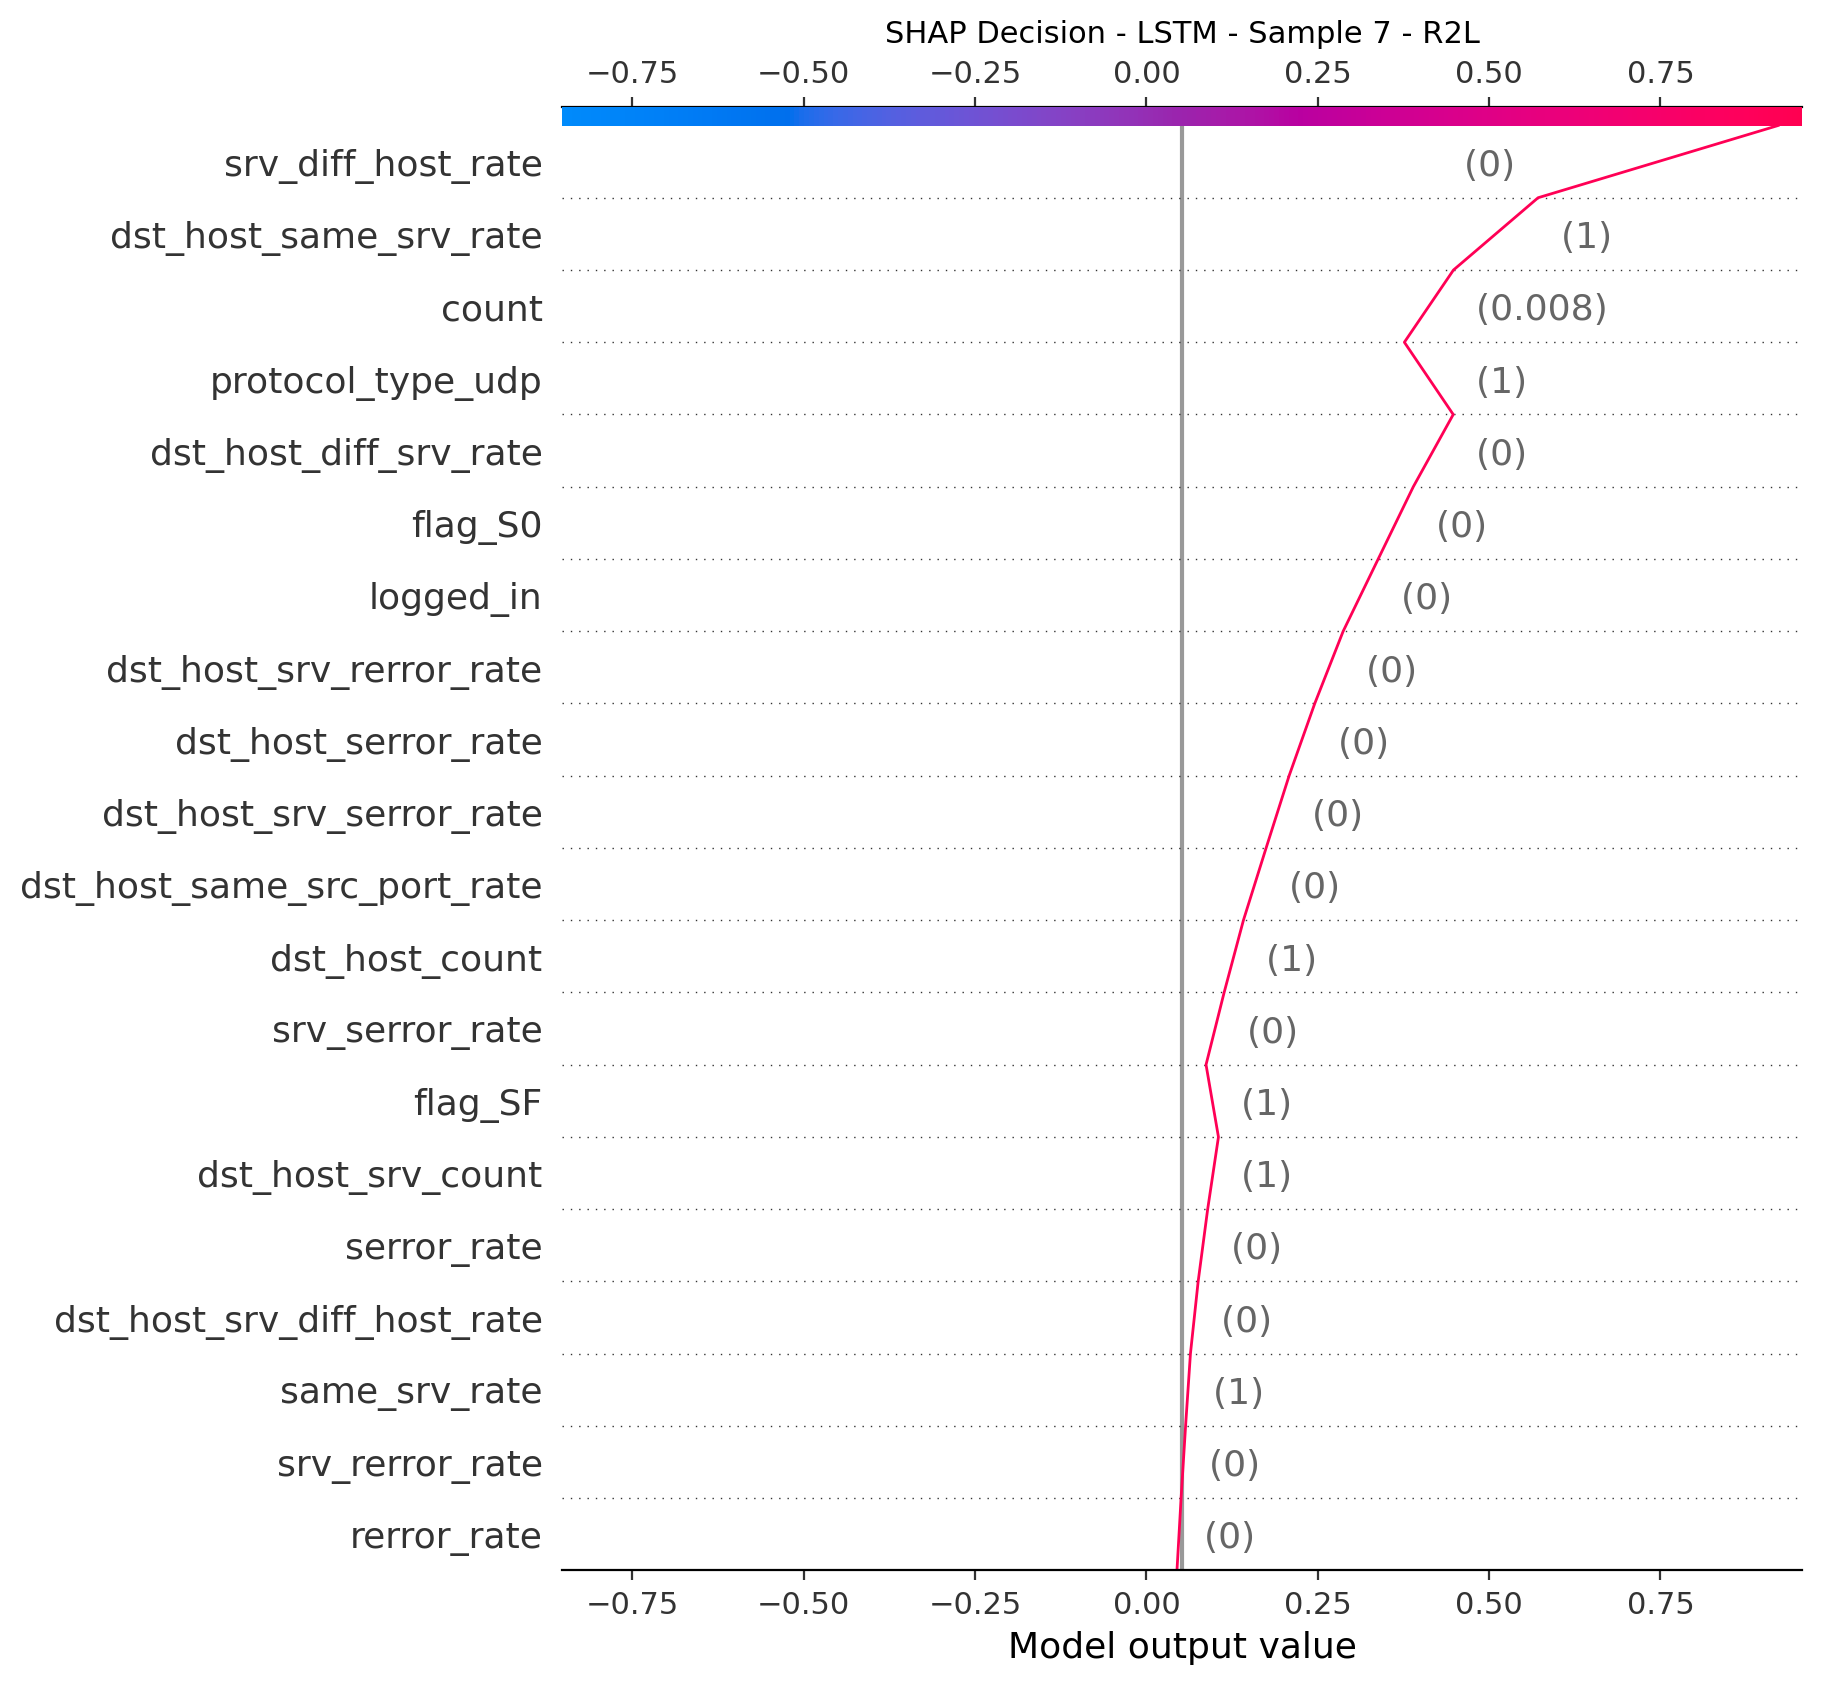 SHAP Decision - LSTM - Sample 7 - R2L
−0.75 −0.50 −0.25 0.00 0.25 0.50 0.75
srv_diff_host_rate (0)
dst_host_same_srv_rate (1)
count (0.008)
protocol_type_udp (1)
dst_host_diff_srv_rate (0)
flag_S0 (0)
logged_in (0)
dst_host_srv_rerror_rate (0)
dst_host_serror_rate (0)
dst_host_srv_serror_rate (0)
dst_host_same_src_port_rate (0)
dst_host_count (1)
srv_serror_rate (0)
flag_SF (1)
dst_host_srv_count (1)
serror_rate (0)
dst_host_srv_diff_host_rate (0)
same_srv_rate (1)
srv_rerror_rate (0)
rerror_rate (0)
−0.75 −0.50 −0.25 0.00 0.25 0.50 0.75
Model output value